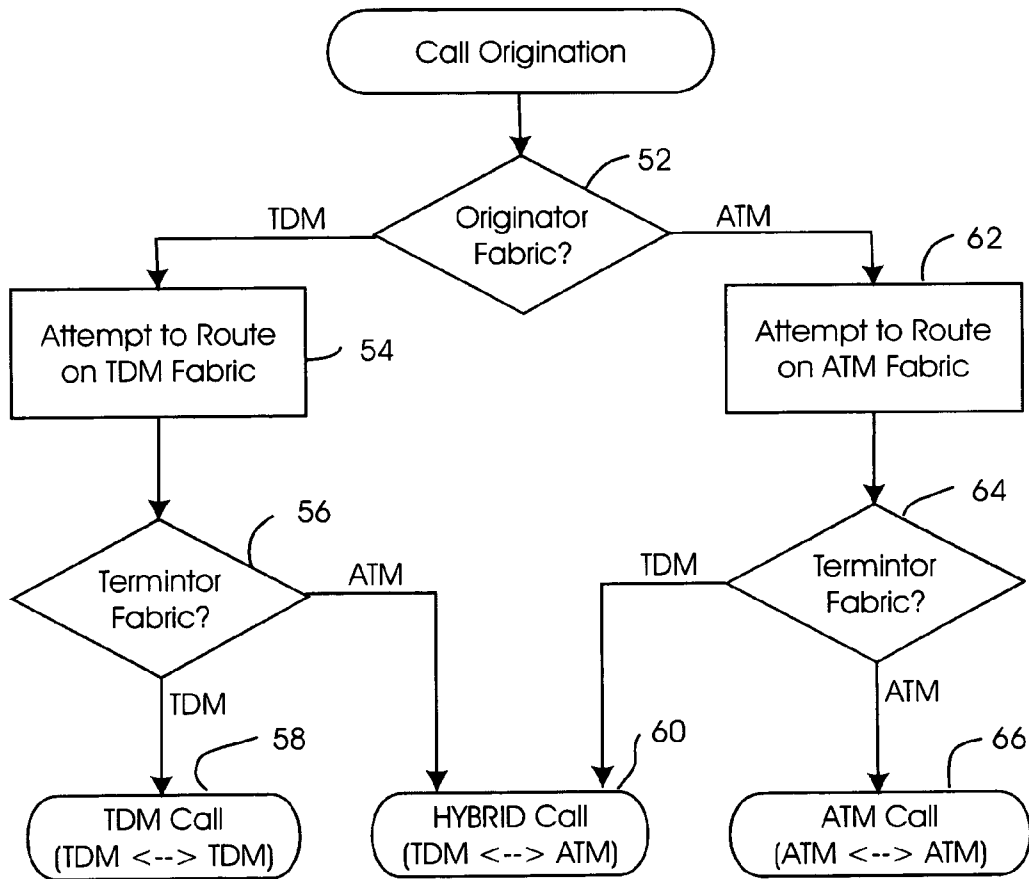 Call Origination
52
TDM
Originator
Fabric?
ATM
62
Attempt to Route
on TDM Fabric
54
Attempt to Route
on ATM Fabric
56
Termintor
Fabric?
ATM
64
TDM
Termintor
Fabric?
TDM
ATM
58
TDM Call
(TDM <--> TDM)
60
HYBRID Call
(TDM <--> ATM)
66
ATM Call
(ATM <--> ATM)